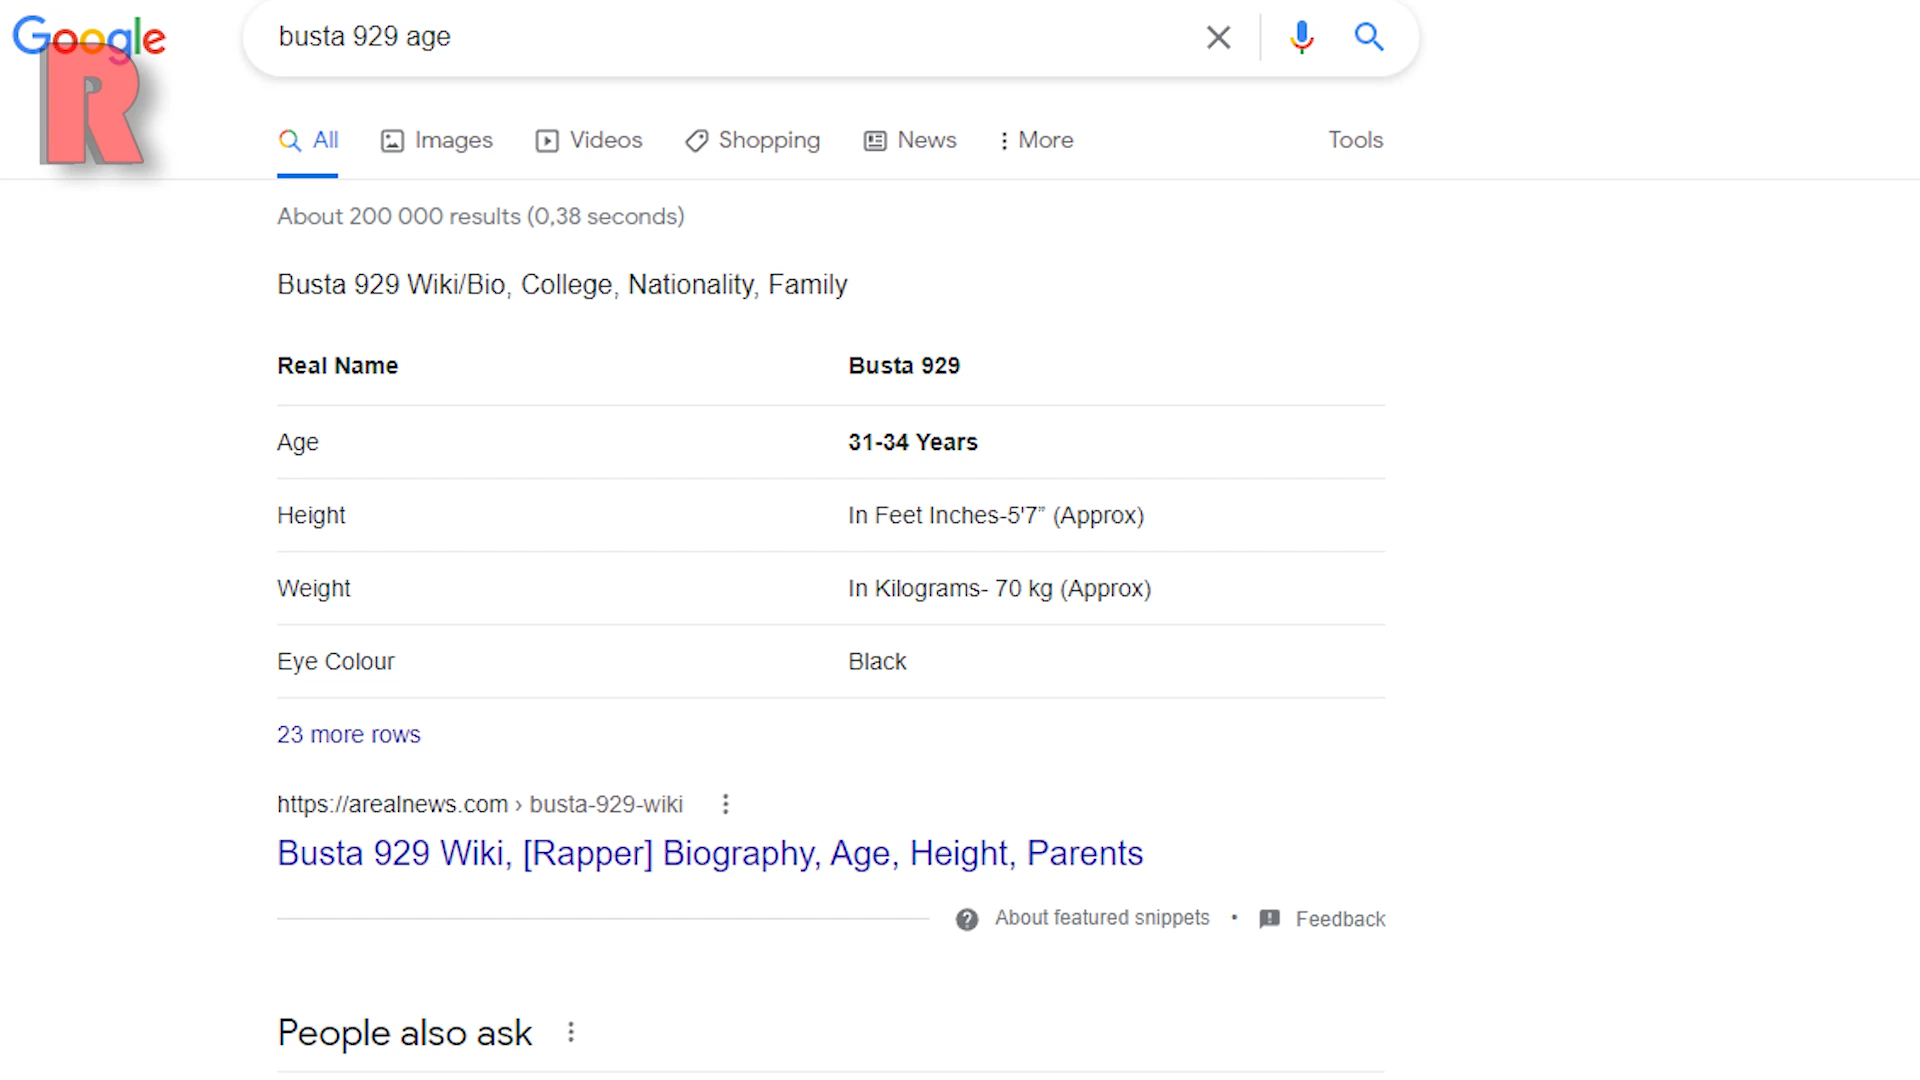 Google
R
busta 929 age
All Images Videos Shopping News More Tools
About 200 000 results (0,38 seconds)
Busta 929 Wiki/Bio, College, Nationality, Family
Real Name Busta 929
Age 31-34 Years
Height In Feet Inches-5'7” (Approx)
Weight In Kilograms- 70 kg (Approx)
Eye Colour Black
23 more rows
https://arealnews.com › busta-929-wiki
Busta 929 Wiki, [Rapper] Biography, Age, Height, Parents
About featured snippets • Feedback
People also ask